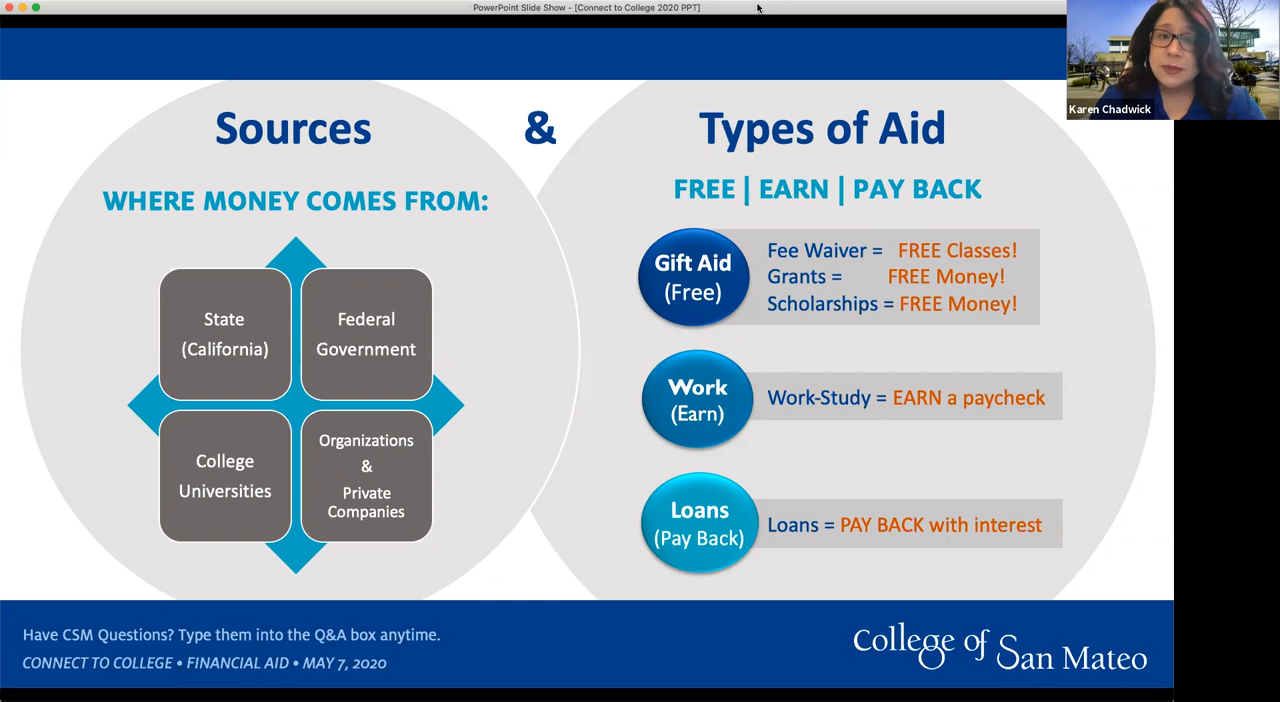 PowerPoint Slide Show - [Connect to College 2020 PPT]
Karen Chadwick
Sources & Types of Aid
WHERE MONEY COMES FROM:
State
(California)
Federal
Government
College
Universities
Organizations
&
Private
Companies
FREE | EARN | PAY BACK
Gift Aid
(Free)
Fee Waiver = FREE Classes!
Grants = FREE Money!
Scholarships = FREE Money!
Work
(Earn)
Work-Study = EARN a paycheck
Loans
(Pay Back)
Loans = PAY BACK with interest
Have CSM Questions? Type them into the Q&A box anytime.
CONNECT TO COLLEGE • FINANCIAL AID • MAY 7, 2020
College of
San Mateo